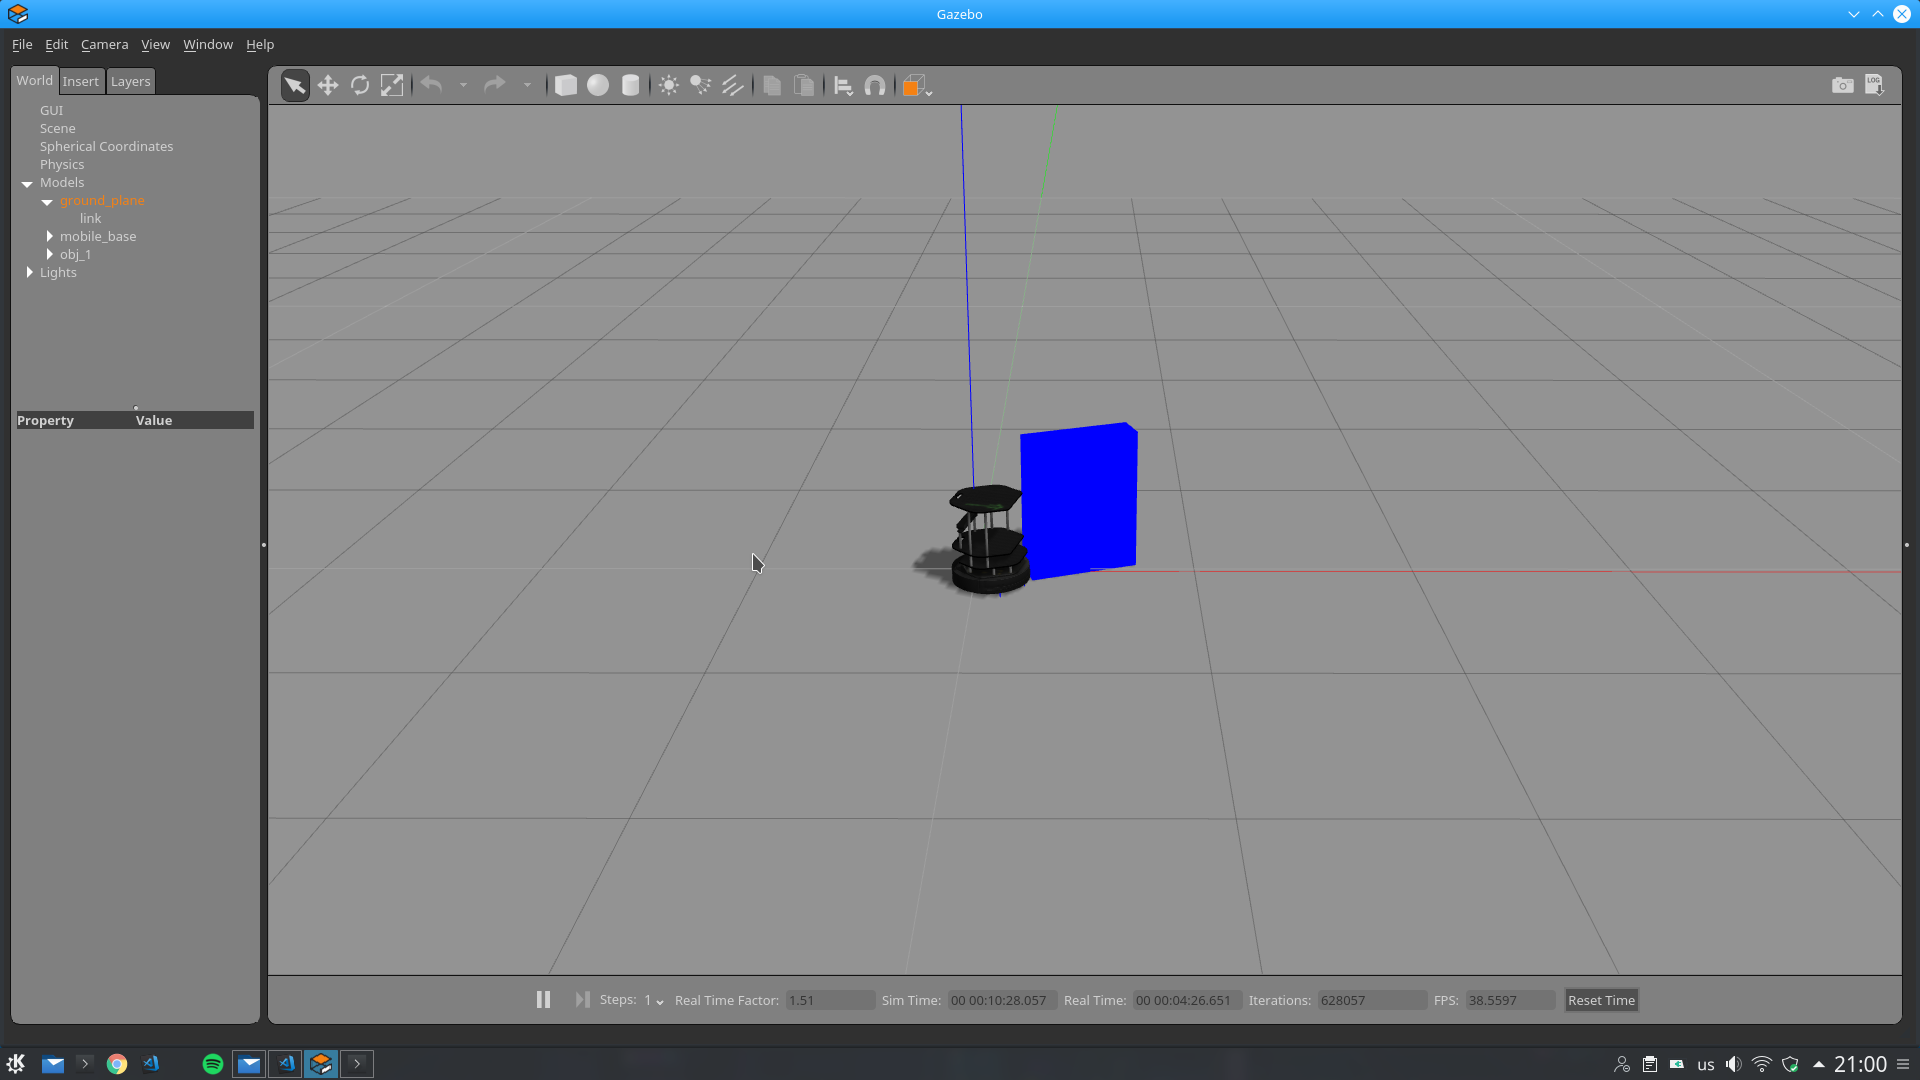 Gazebo
File Edit Camera View Window Help
World Insert Layers
LOG
GUI
Scene
Spherical Coordinates
Physics
Models
ground_plane
link
mobile_base
obj_1
Lights
Property Value
Steps: 1 Real Time Factor: 1.51 Sim Time: 00 00:10:28.057 Real Time: 00 00:04:26.651 Iterations: 628057 FPS: 38.5597 Reset Time
us 21:00